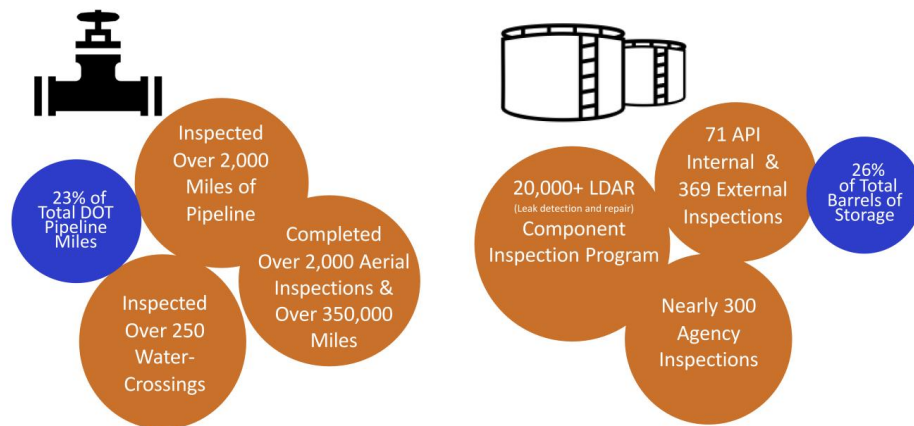 Inspected
Over 2,000
Miles of
Pipeline
23% of
Total DOT
Pipeline
Miles
Completed
Over 2,000 Aerial
Inspections &
Over 350,000
Miles
Inspected
Over 250
Water-
Crossings
71 API
Internal &
369 External
Inspections
26%
of Total
Barrels of
Storage
20,000+ LDAR
(Leak detection and repair)
Component
Inspection Program
Nearly 300
Agency
Inspections